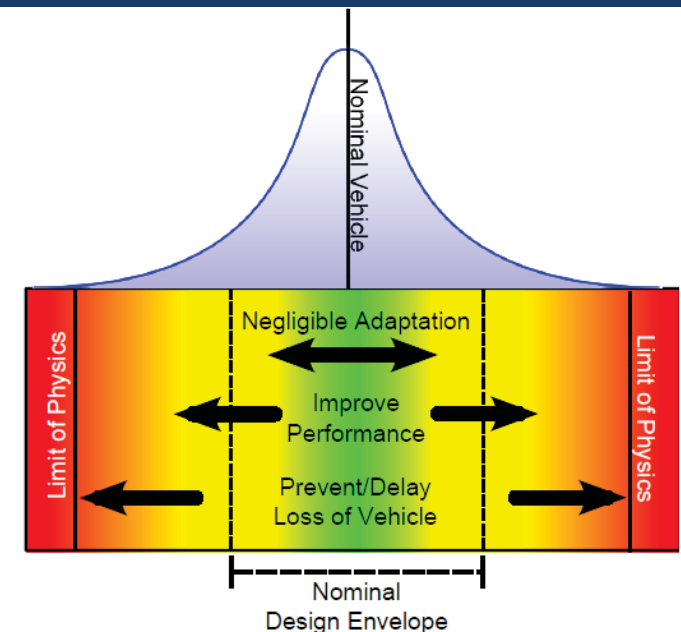 Nominal Vehicle
Negligible Adaptation
Limit of Physics
Improve
Performance
Limit of Physics
Prevent/Delay
Loss of Vehicle
Nominal
Design Envelope